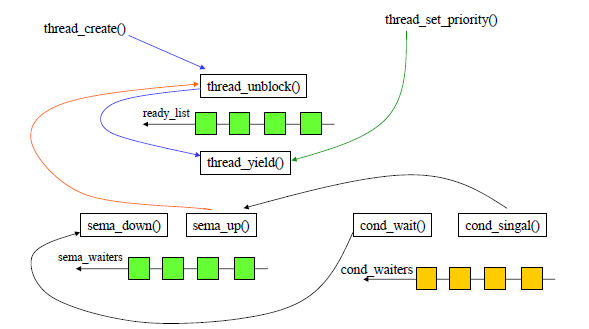 thread_create()
thread_set_priority()
thread_unblock()
ready_list
thread_yield()
sema_down()
sema_up()
cond_wait()
cond_singal()
sema_waiters
cond_waiters